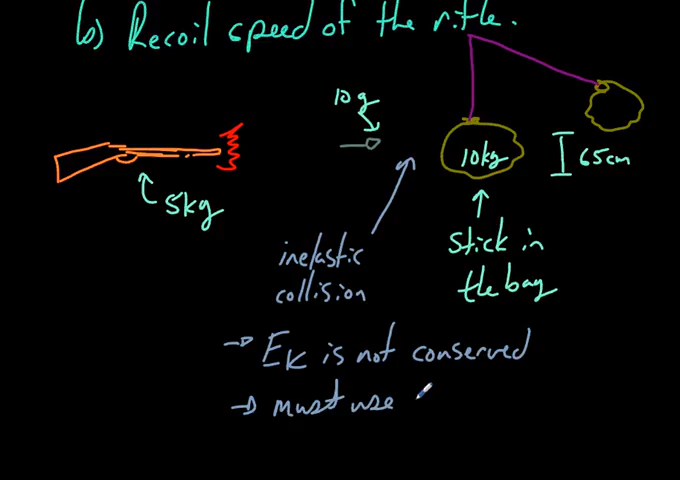 b) Recoil speed of the rifle.
10g
10kg
65cm
5kg
stick in
the bag
inelastic
collision
→ EK is not conserved
→ must use